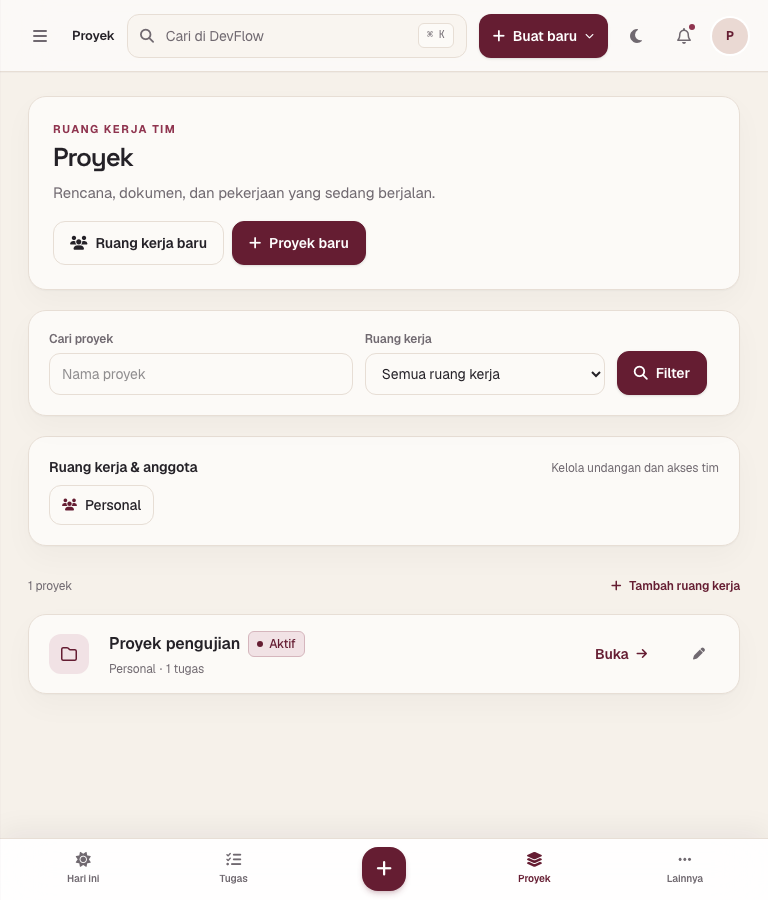 Proyek
Cari di DevFlow
⌘ K
Buat baru
P
RUANG KERJA TIM
Proyek
Rencana, dokumen, dan pekerjaan yang sedang berjalan.
Ruang kerja baru
Proyek baru
Cari proyek
Ruang kerja
Nama proyek
Semua ruang kerja
Filter
Ruang kerja & anggota
Kelola undangan dan akses tim
Personal
1 proyek
Tambah ruang kerja
Proyek pengujian
Aktif
Personal · 1 tugas
Buka
Hari ini
Tugas
Proyek
Lainnya